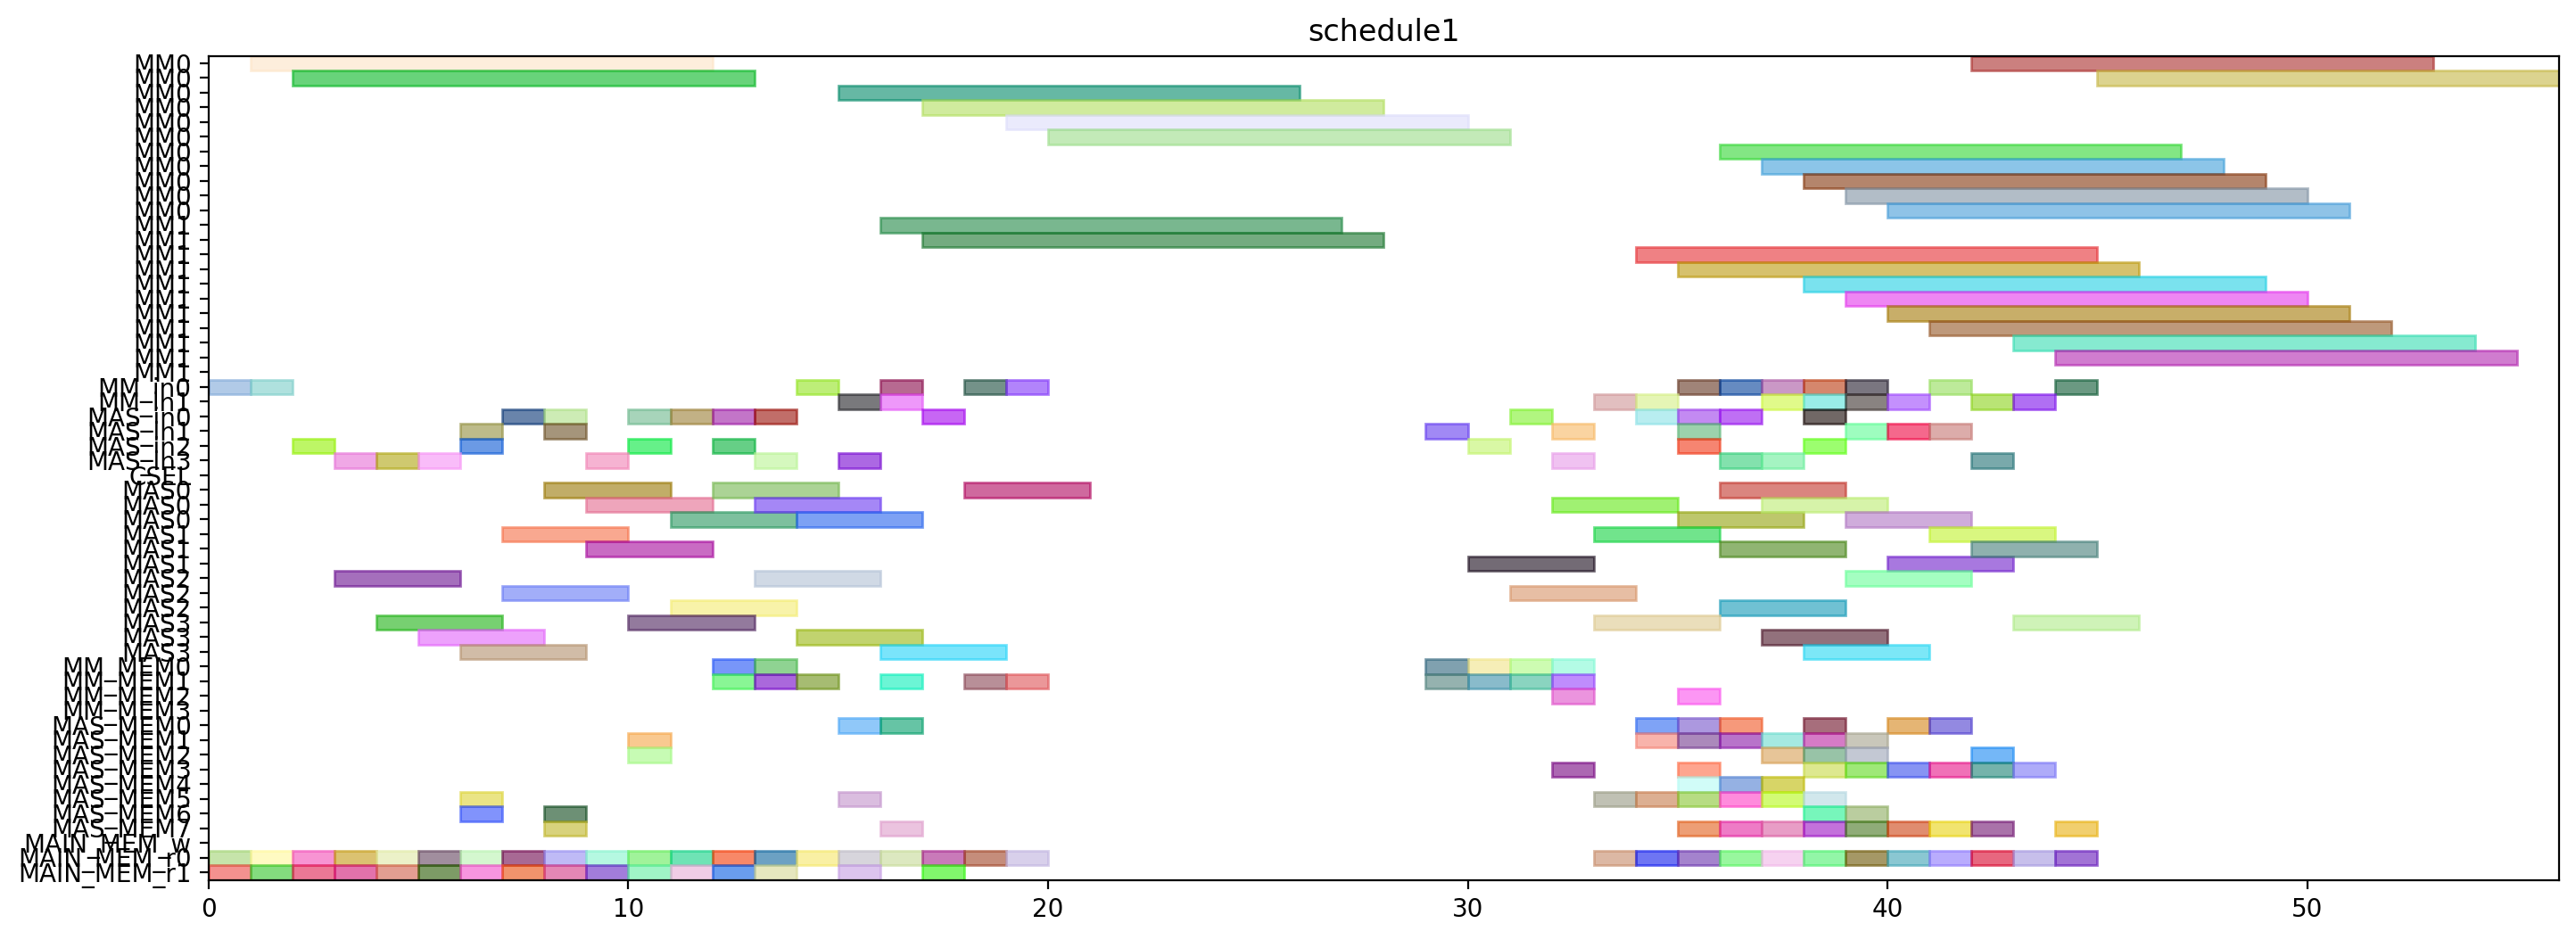 schedule1
MM0
MM0
MM0
MM0
MM0
MM0
MM0
MM0
MM0
MM0
MM0
MM1
MM1
MM1
MM1
MM1
MM1
MM1
MM1
MM1
MM1
MM1
MM_in0
MM_in1
MAS_in0
MAS_in1
MAS_in2
MAS_in3
CSEL
MAS0
MAS0
MAS0
MAS1
MAS1
MAS1
MAS2
MAS2
MAS2
MAS3
MAS3
MAS3
MM_MEM0
MM_MEM1
MM_MEM2
MM_MEM3
MAS_MEM0
MAS_MEM1
MAS_MEM2
MAS_MEM3
MAS_MEM4
MAS_MEM5
MAS_MEM6
MAS_MEM7
MAIN_MEM_w
MAIN_MEM_r0
MAIN_MEM_r1
0 10 20 30 40 50